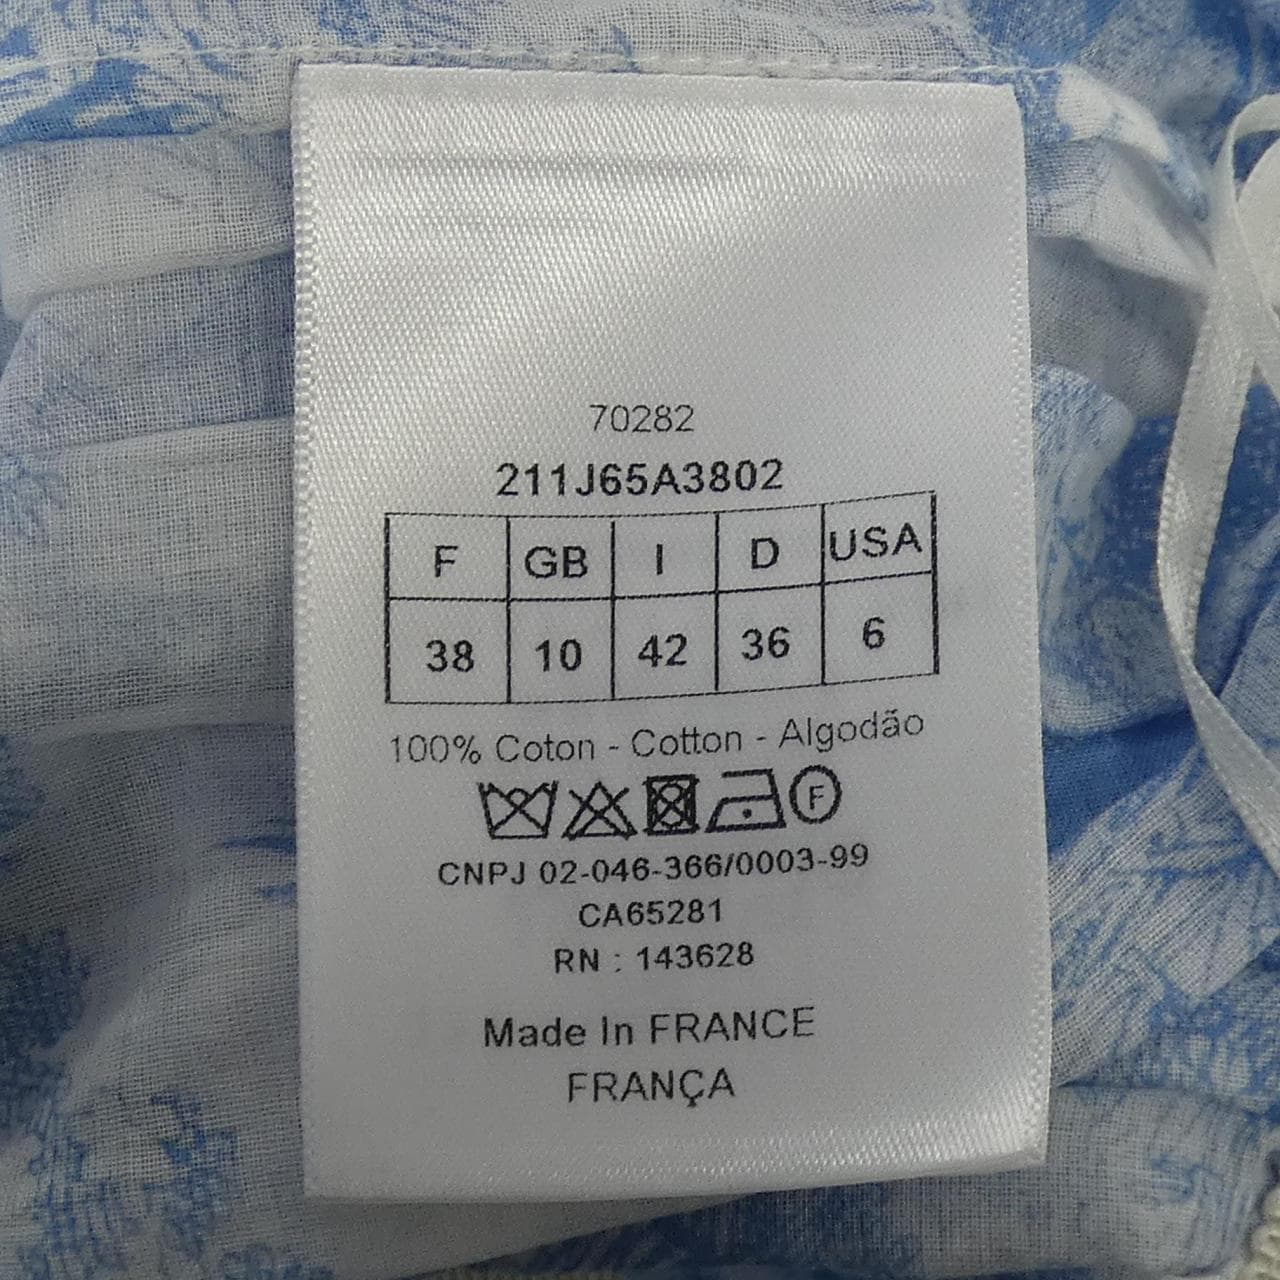 70282
211J65A3802
F GB I D USA
38 10 42 36 6
100% Coton - Cotton - Algodão
F
CNPJ 02-046-366/0003-99
CA65281
RN : 143628
Made In FRANCE
FRANÇA